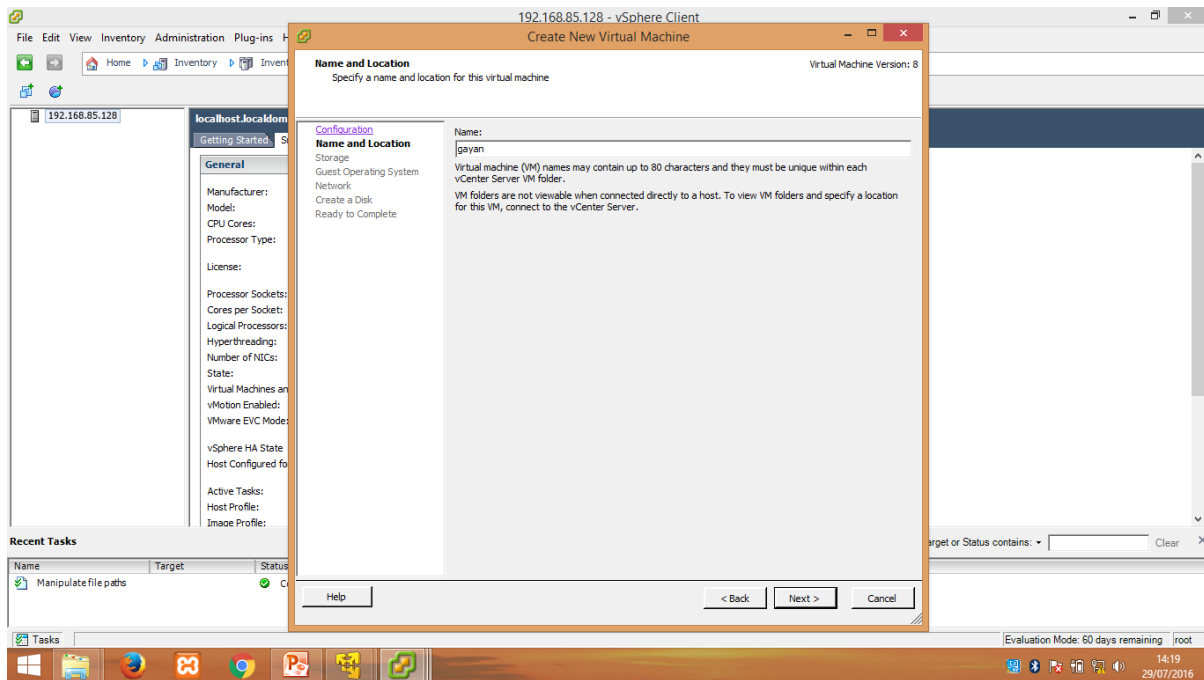 192.168.85.128 - vSphere Client
File Edit View Inventory Administration Plug-ins
Home Inventory
192.168.85.128
Getting Started
General
Manufacturer:
Model:
CPU Cores:
Processor Type:
License:
Processor Sockets:
Cores per Socket:
Logical Processors:
Hyperthreading:
Number of NICs:
State:
Virtual Machines
vMotion Enabled:
VMware EVC Mode:
vSphere HA State
Host Configured
Active Tasks:
Host Profile:
Image Profile:
Create New Virtual Machine
Name and Location
Specify a name and location for this virtual machine
Virtual Machine Version: 8
Configuration
Name and Location
Storage
Guest Operating System
Network
Create a Disk
Ready to Complete
Name:
gayan
Virtual machine (VM) names may contain up to 80 characters and they must be unique within each
vCenter Server VM folder.
VM folders are not viewable when connected directly to a host. To view VM folders and specify a location
for this VM, connect to the vCenter Server.
Help
< Back
Next >
Cancel
Recent Tasks
or Status contains:
Clear
Name Target Status
Manipulate file paths
Tasks
Evaluation Mode: 60 days remaining root
14:19
29/07/2016